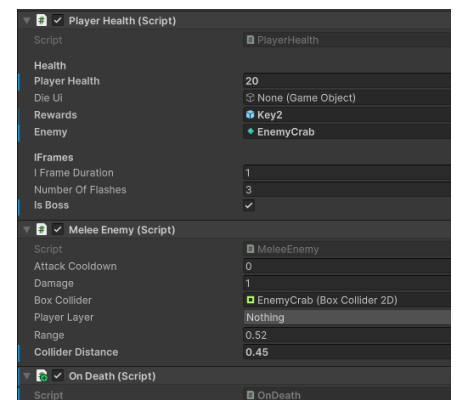 Player Health (Script)
Script PlayerHealth
Health
Player Health 20
Die Ui None (Game Object)
Rewards Key2
Enemy EnemyCrab
IFrames
I Frame Duration 1
Number Of Flashes 3
Is Boss
Melee Enemy (Script)
Script MeleeEnemy
Attack Cooldown 0
Damage 1
Box Collider EnemyCrab (Box Collider 2D)
Player Layer Nothing
Range 0.52
Collider Distance 0.45
On Death (Script)
Script OnDeath